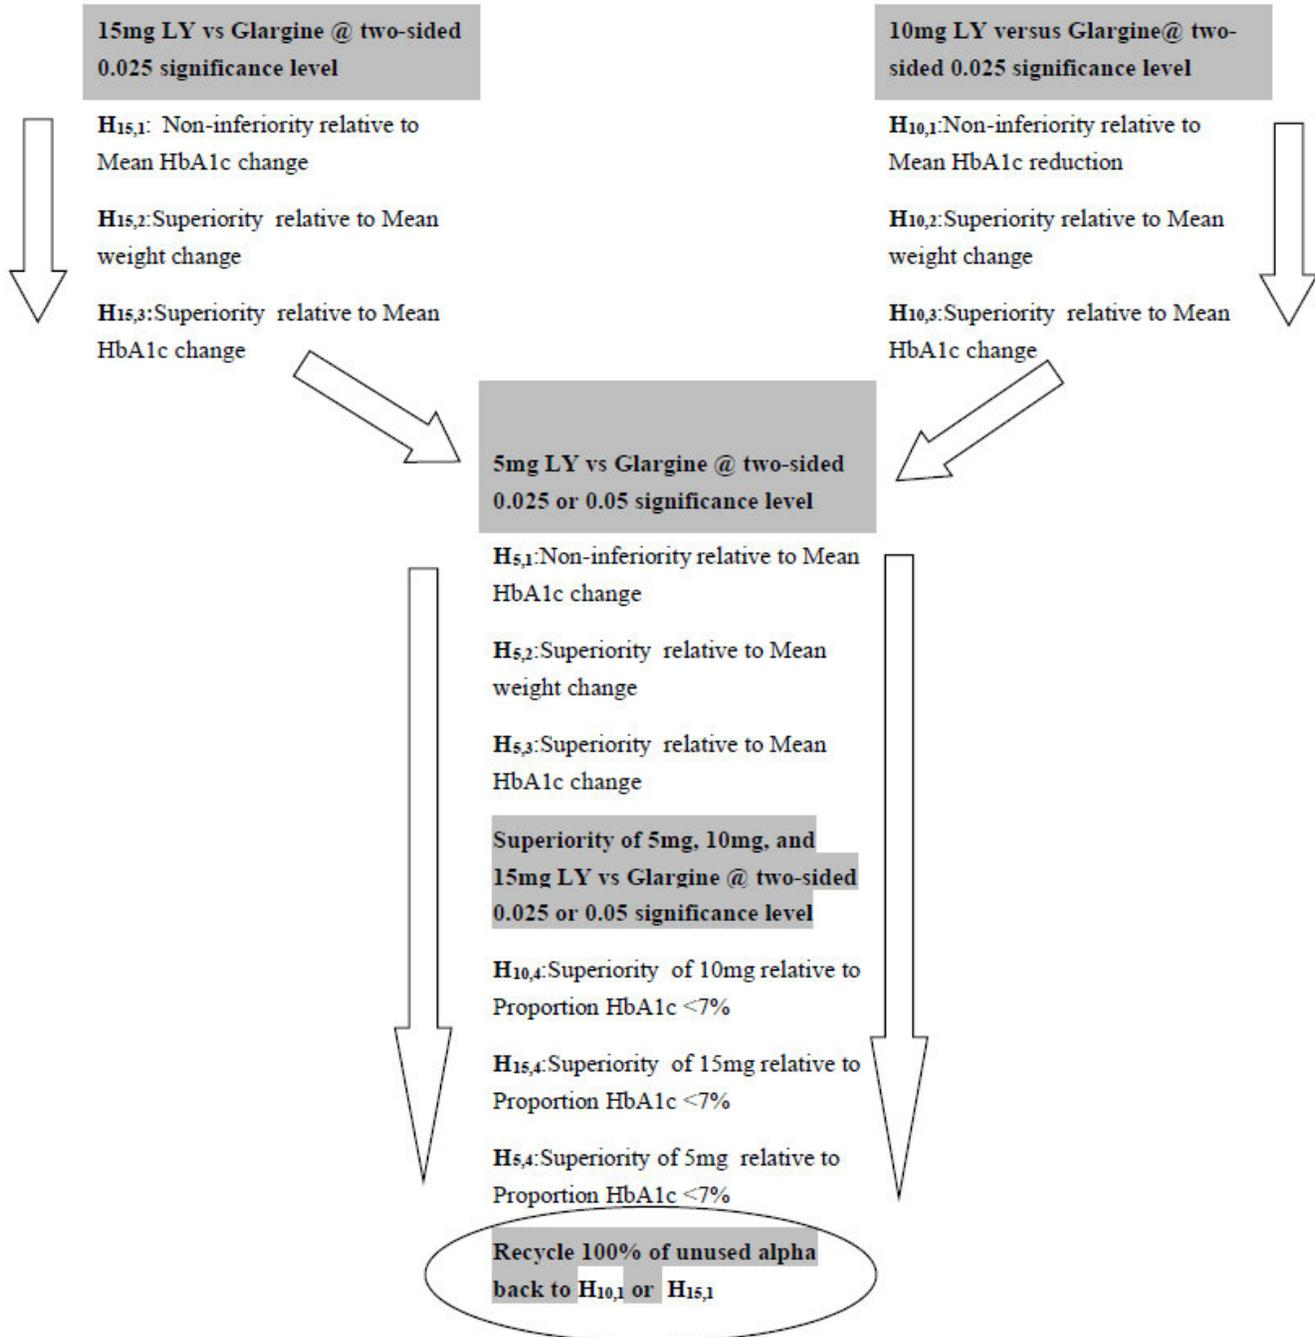 15mg LY vs Glargine @ two-sided
0.025 significance level
H15,1: Non-inferiority relative to
Mean HbA1c change
H15,2:Superiority relative to Mean
weight change
H15,3:Superiority relative to Mean
HbA1c change
10mg LY versus Glargine@ two-
sided 0.025 significance level
H10,1:Non-inferiority relative to
Mean HbA1c reduction
H10,2:Superiority relative to Mean
weight change
H10,3:Superiority relative to Mean
HbA1c change
5mg LY vs Glargine @ two-sided
0.025 or 0.05 significance level
H5,1:Non-inferiority relative to Mean
HbA1c change
H5,2:Superiority relative to Mean
weight change
H5,3:Superiority relative to Mean
HbA1c change
Superiority of 5mg, 10mg, and
15mg LY vs Glargine @ two-sided
0.025 or 0.05 significance level
H10,4:Superiority of 10mg relative to
Proportion HbA1c <7%
H15,4:Superiority of 15mg relative to
Proportion HbA1c <7%
H5,4:Superiority of 5mg relative to
Proportion HbA1c <7%
Recycle 100% of unused alpha
back to H10,1 or H15,1